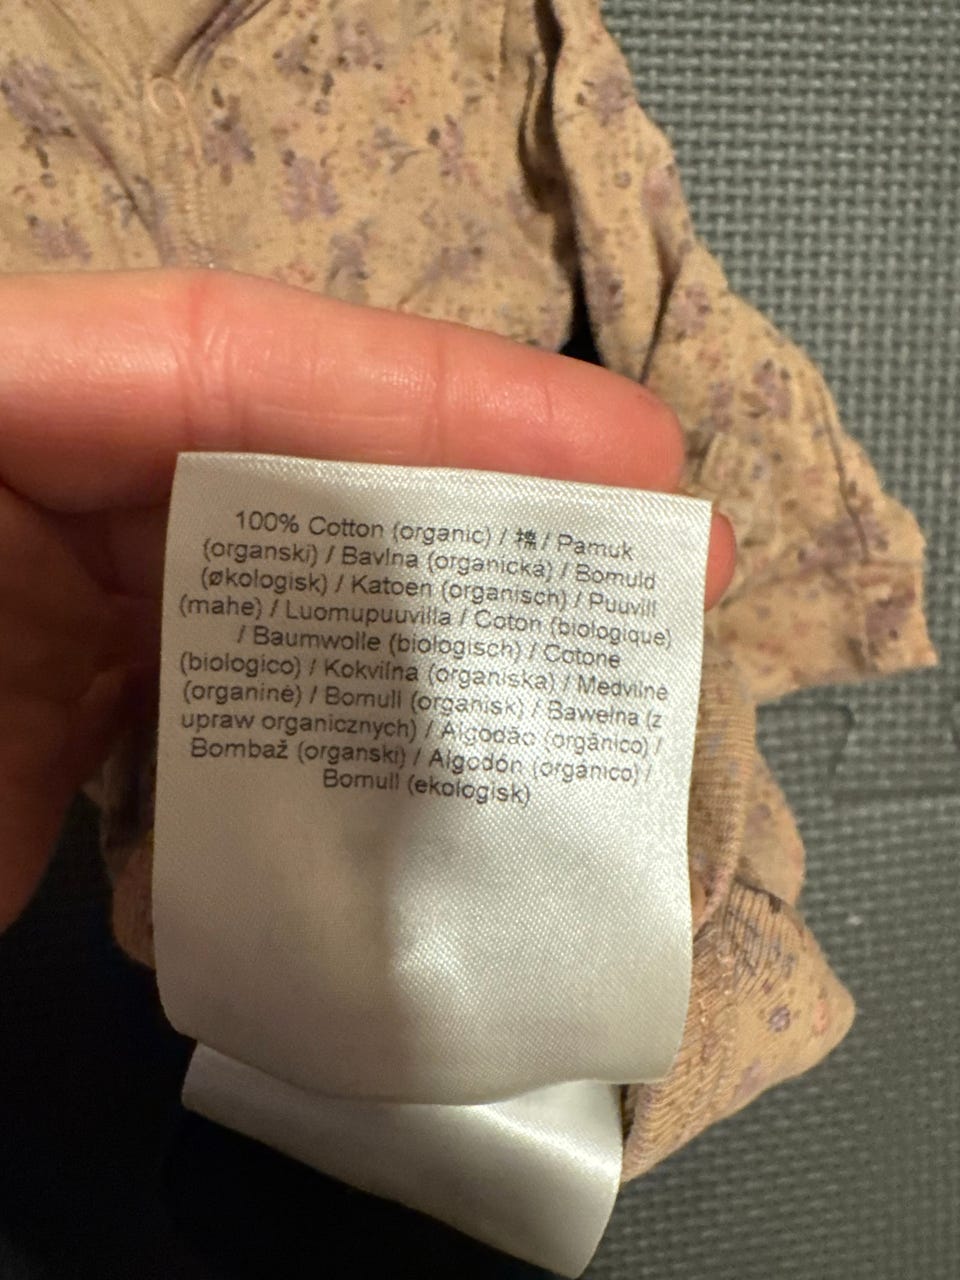 100% Cotton (organic) / 棉 / Pamuk
(organski) / Bavlna (organická) / Bomuld
(økologisk) / Katoen (organisch) / Puuvill
(mahe) / Luomupuuvilla / Coton (biologique)
/ Baumwolle (biologisch) / Cotone
(biologico) / Kokvilna (organiska) / Medvilnė
(organinė) / Bomull (organisk) / Bawełna (z
upraw organicznych) / Algodão (orgânico) /
Bombaž (organski) / Algodón (orgánico) /
Bomull (ekologisk)